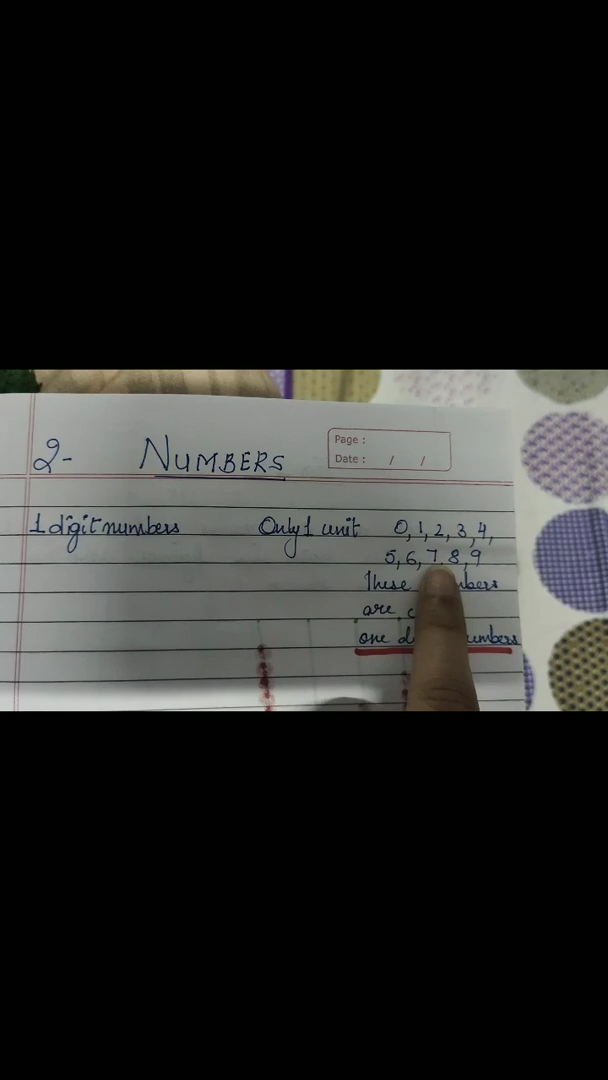 2- NUMBERS
Page :
Date : / /
1 digit numbers Only 1 unit 0, 1, 2, 3, 4,
5, 6, 7, 8, 9
These
are
one numbers